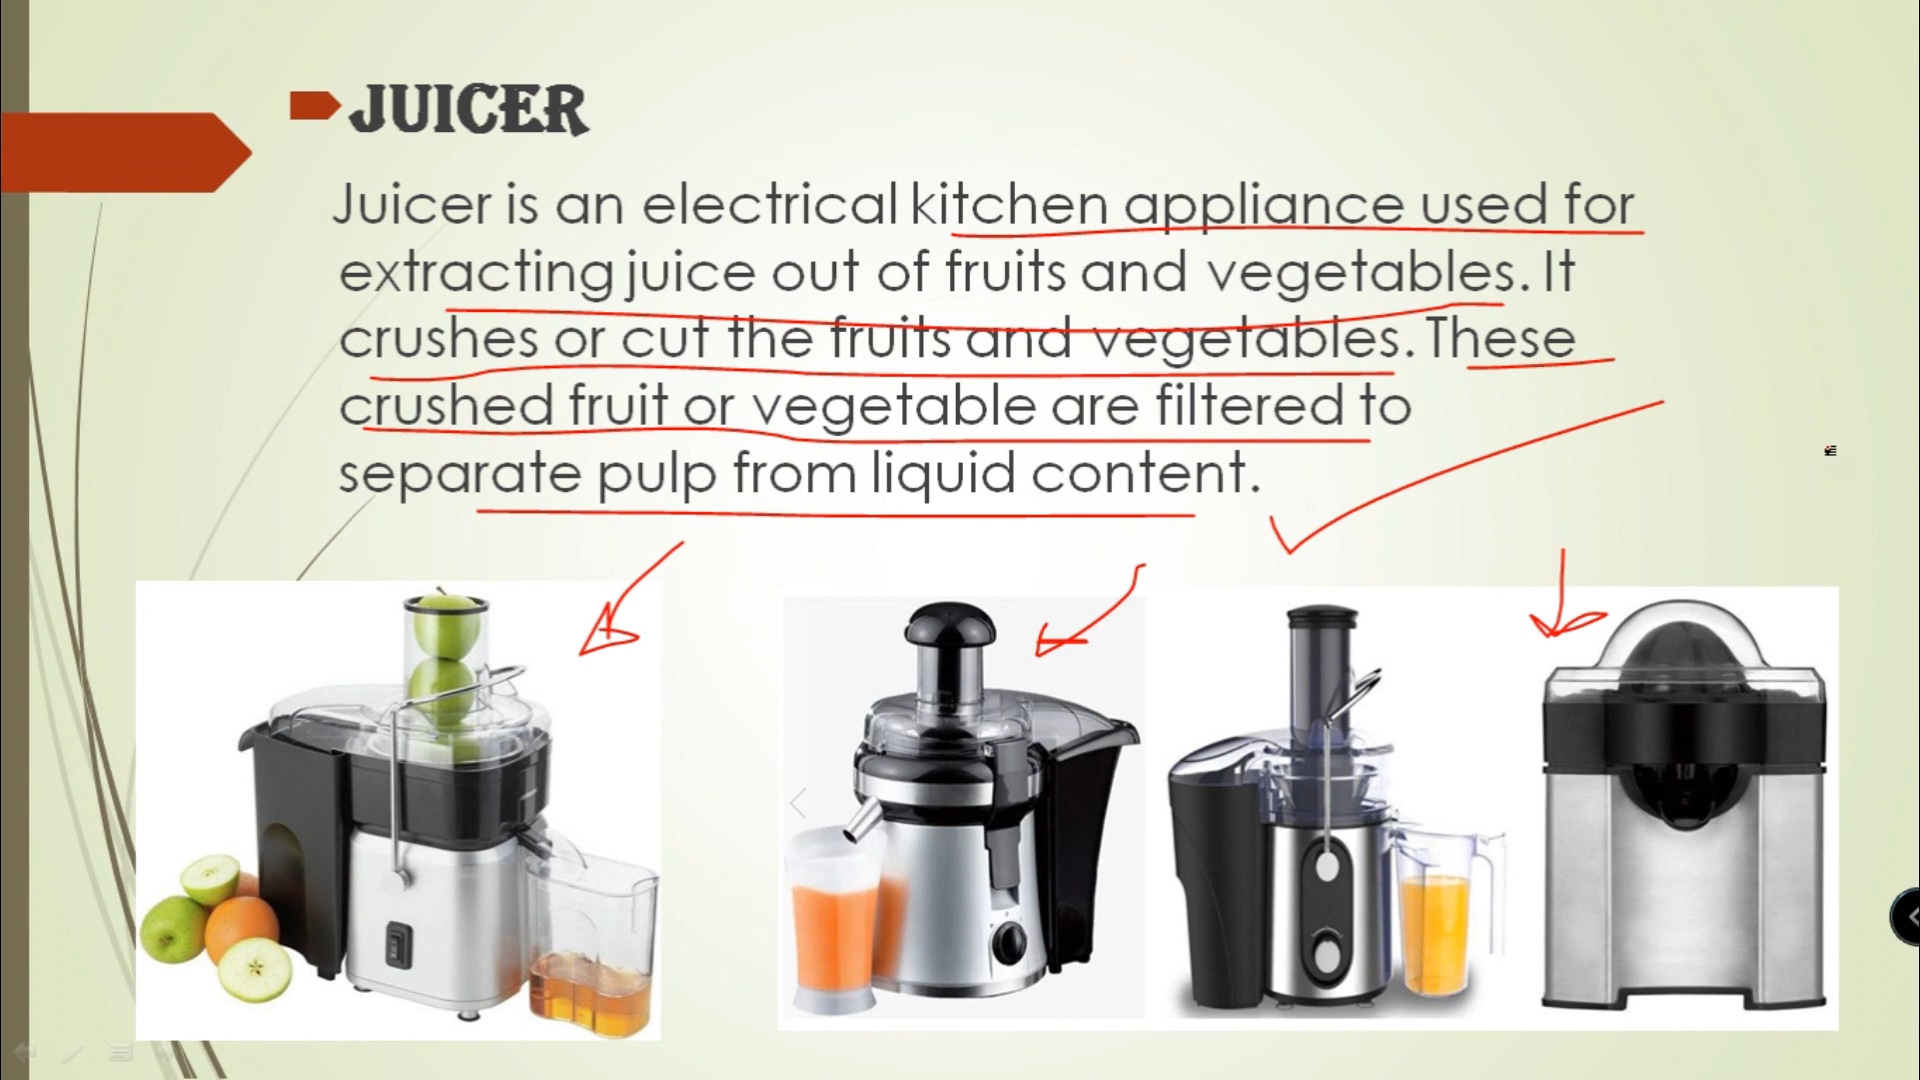 JUICER
Juicer is an electrical kitchen appliance used for
extracting juice out of fruits and vegetables. It
crushes or cut the fruits and vegetables. These
crushed fruit or vegetable are filtered to
separate pulp from liquid content.